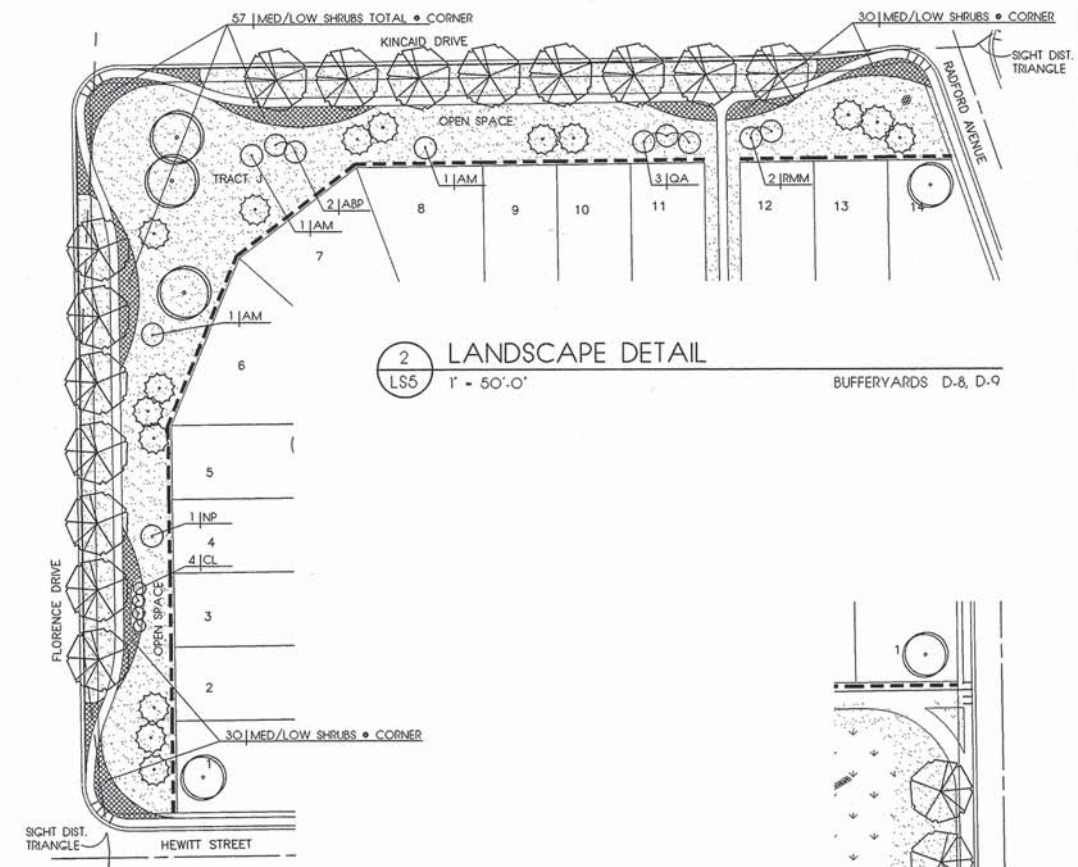 57 | MED/LOW SHRUBS TOTAL @ CORNER
30 | MED/LOW SHRUBS @ CORNER
KINCAID DRIVE
SIGHT DIST.
TRIANGLE
RADFORD AVENUE
OPEN SPACE
TRACT J
1 | AM
3 | QA
2 | RMM
2 | ABP
1 | AM
8
9
10
11
12
13
14
7
1 | AM
6
2
LS5
LANDSCAPE DETAIL
1" = 50'-0"
BUFFERYARDS D-8, D-9
5
1 | NP
4
4 | CL
FLORENCE DRIVE
OPEN SPACE
3
2
1
30 | MED/LOW SHRUBS @ CORNER
1
SIGHT DIST.
TRIANGLE
HEWITT STREET